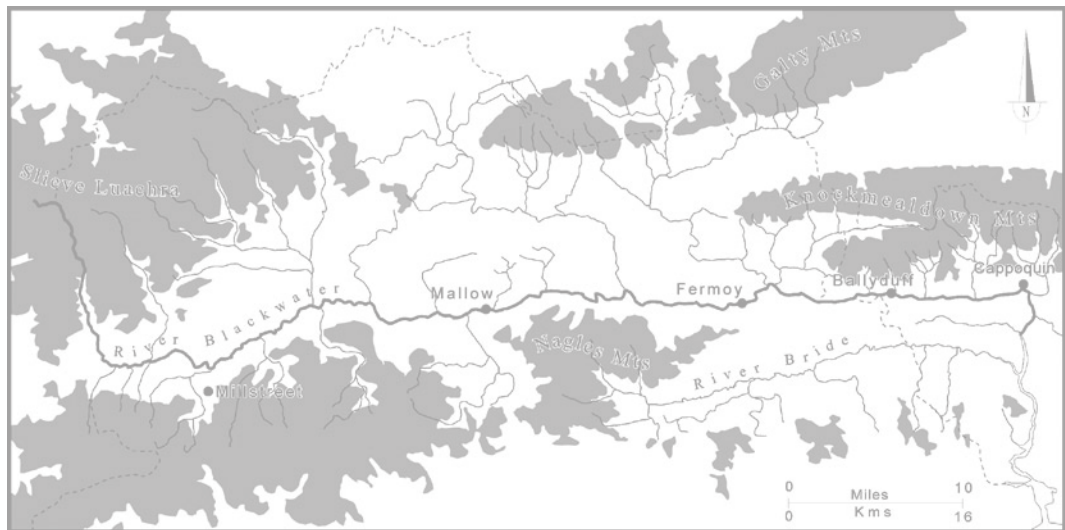 Galty Mts
N
Slieve Luachra
Knockmealdown Mts
Cappoquin
Ballyduff
Fermoy
Mallow
River Blackwater
Nagles Mts
River Bride
Millstreet
0 10
Miles
Kms
0 16